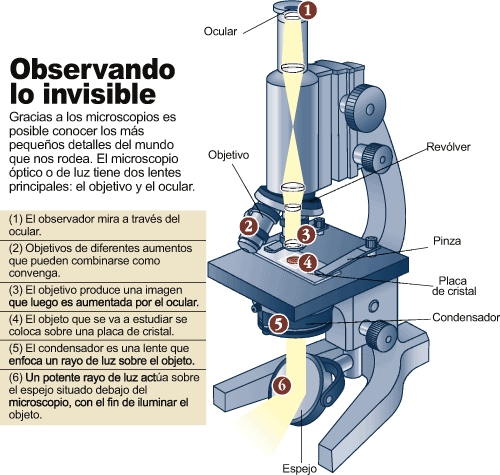 Observando
lo invisible
Gracias a los microscopios es
posible conocer los más
pequeños detalles del mundo
que nos rodea. El microscopio
óptico o de luz tiene dos lentes
principales: el objetivo y el ocular.
(1) El observador mira a través del
ocular.
(2) Objetivos de diferentes aumentos
que pueden combinarse como
convenga.
(3) El objetivo produce una imagen
que luego es aumentada por el ocular.
(4) El objeto que se va a estudiar se
coloca sobre una placa de cristal.
(5) El condensador es una lente que
enfoca un rayo de luz sobre el objeto.
(6) Un potente rayo de luz actúa sobre
el espejo situado debajo del
microscopio, con el fin de iluminar el
objeto.
1
Ocular
Objetivo
Revólver
2
3
Pinza
4
Placa
de cristal
Condensador
5
6
Espejo